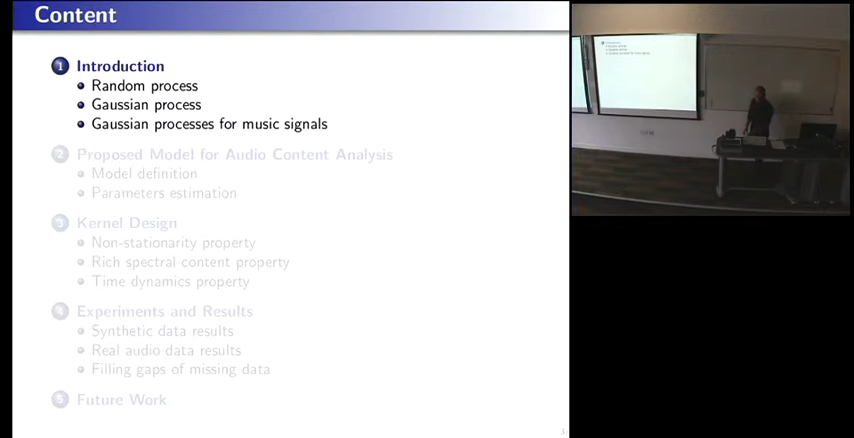 Content
1 Introduction
Random process
Gaussian process
Gaussian processes for music signals
2 Proposed Model for Audio Content Analysis
Model definition
Parameters estimation
3 Kernel Design
Non-stationarity property
Rich spectral content property
Time dynamics property
4 Experiments and Results
Synthetic data results
Real audio data results
Filling gaps of missing data
5 Future Work
3